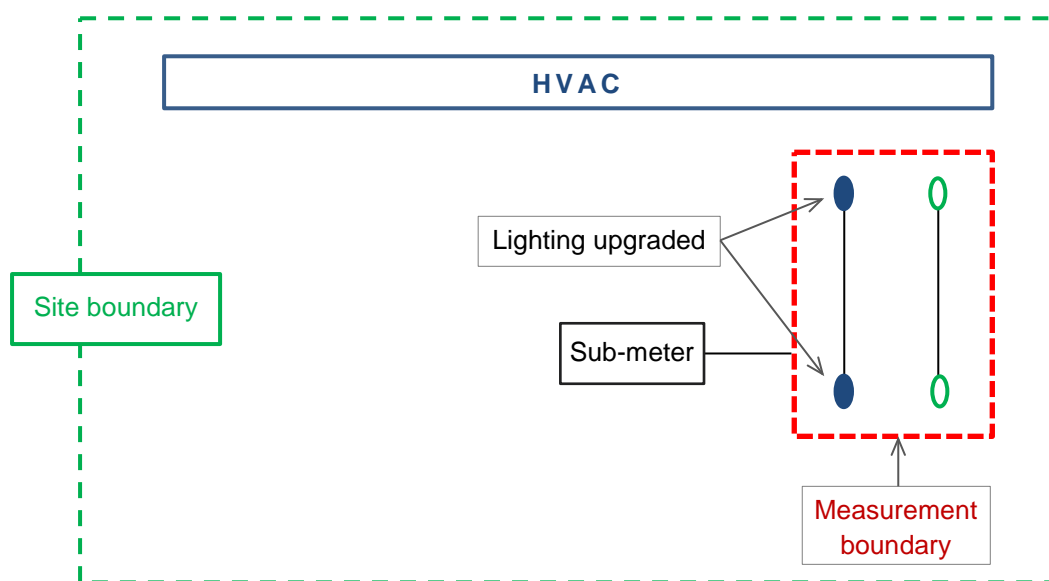 HVAC
Lighting upgraded
Site boundary
Sub-meter
Measurement
boundary